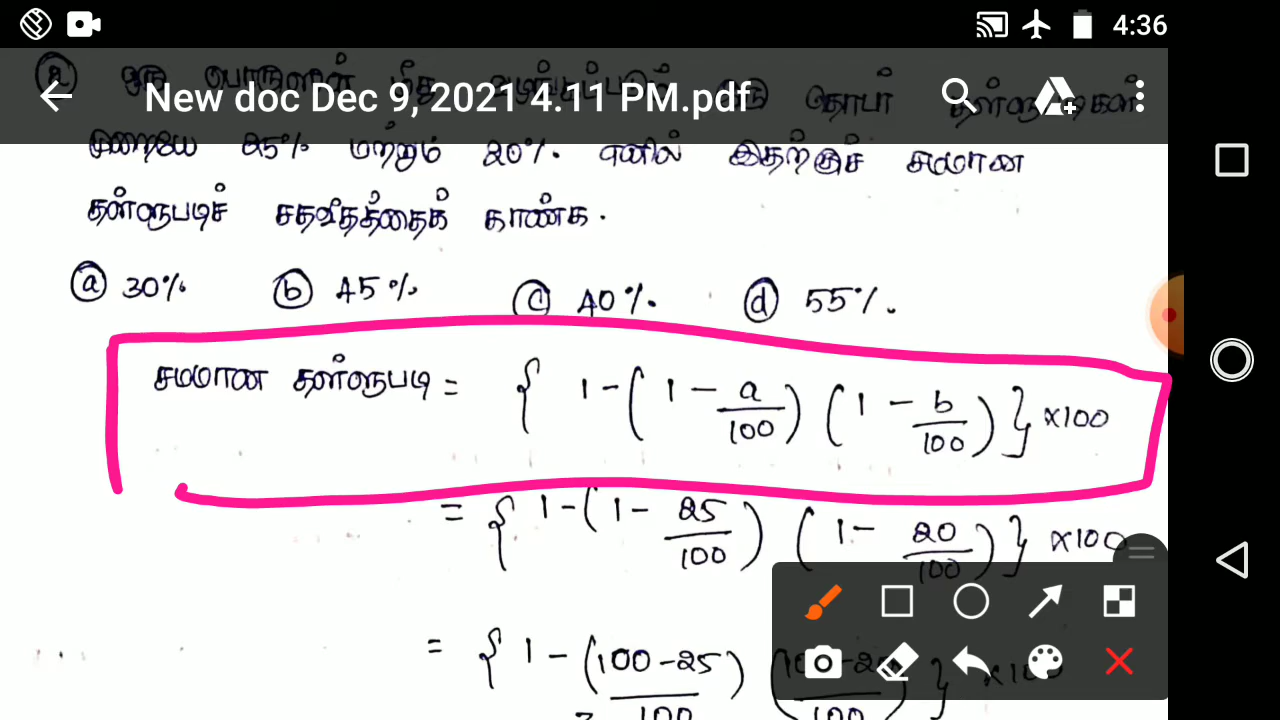 4:36
New doc Dec 9, 2021 4.11 PM.pdf
முறையே 25% மற்றும் 20%. எனில் இதற்குச் சமமான
தள்ளுபடிச் சதவீதத்தைக் காண்க.
(a) 30% (b) 45% (c) 40% (d) 55%.
சமமான தள்ளுபடி = { 1-(1-a/100)(1-b/100)}×100
= { 1-(1-25/100)(1-20/100)}×100
= { 1-(100-25/100)